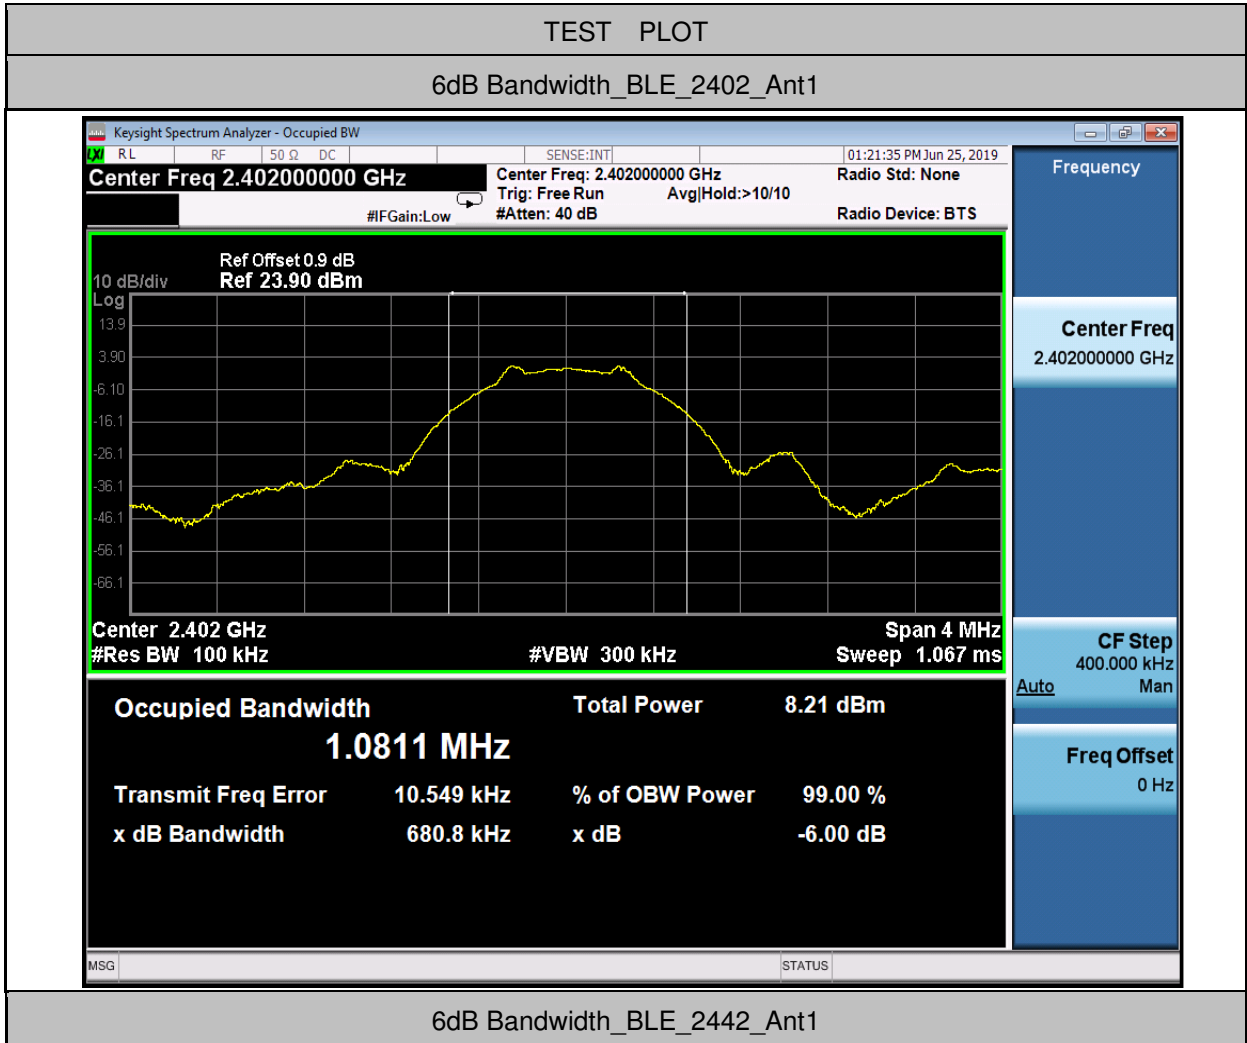 TEST PLOT
6dB Bandwidth_BLE_2402_Ant1
Keysight Spectrum Analyzer - Occupied BW
LXI RL RF 50 Ω DC SENSE:INT 01:21:35 PM Jun 25, 2019
Center Freq 2.402000000 GHz
Center Freq: 2.402000000 GHz Radio Std: None
Trig: Free Run Avg|Hold:>10/10
#IFGain:Low #Atten: 40 dB Radio Device: BTS
Frequency
Ref Offset 0.9 dB
10 dB/div Ref 23.90 dBm
Log
13.9
3.90
-6.10
-16.1
-26.1
-36.1
-46.1
-56.1
-66.1
Center 2.402 GHz Span 4 MHz
#Res BW 100 kHz #VBW 300 kHz Sweep 1.067 ms
Center Freq
2.402000000 GHz
CF Step
400.000 kHz
Auto Man
Freq Offset
0 Hz
Occupied Bandwidth Total Power 8.21 dBm
1.0811 MHz
Transmit Freq Error 10.549 kHz % of OBW Power 99.00 %
x dB Bandwidth 680.8 kHz x dB -6.00 dB
MSG STATUS
6dB Bandwidth_BLE_2442_Ant1